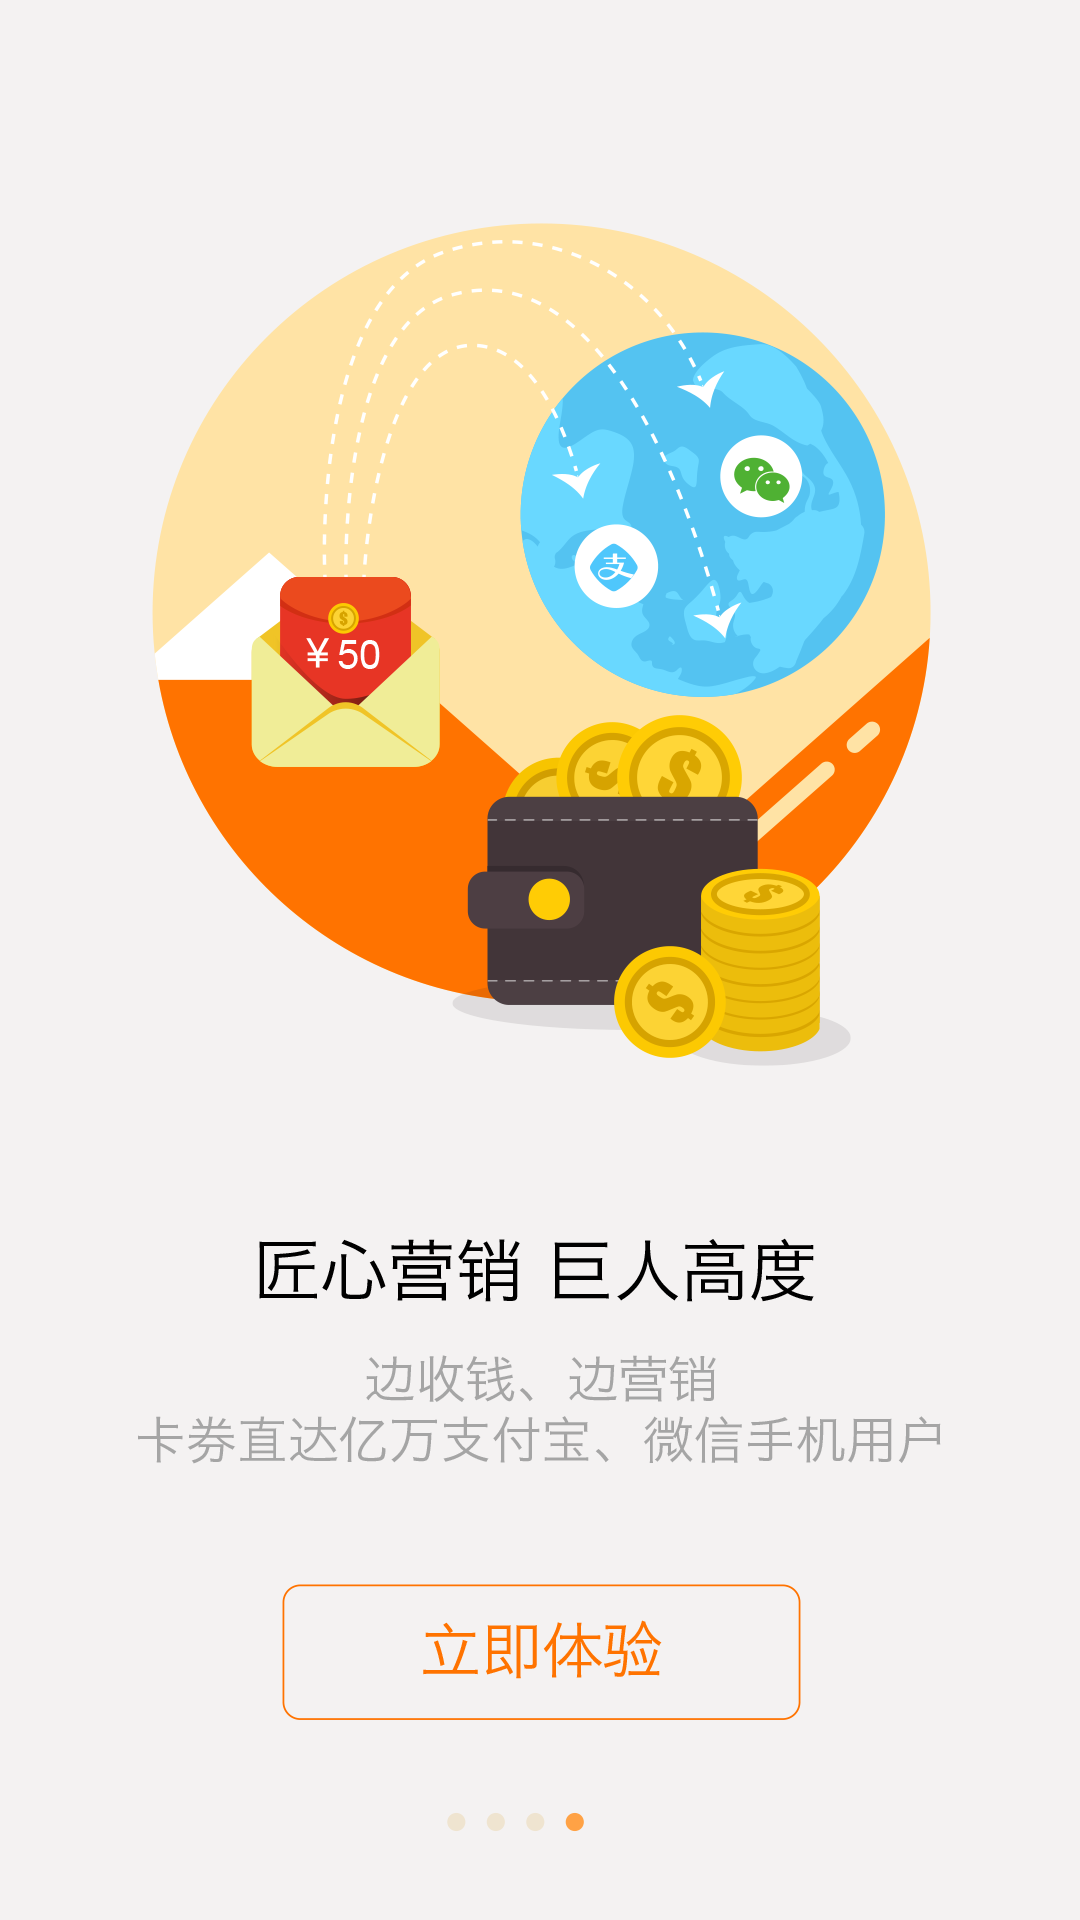 ¥50
支
匠心营销 巨人高度
边收钱、边营销
卡券直达亿万支付宝、微信手机用户
立即体验